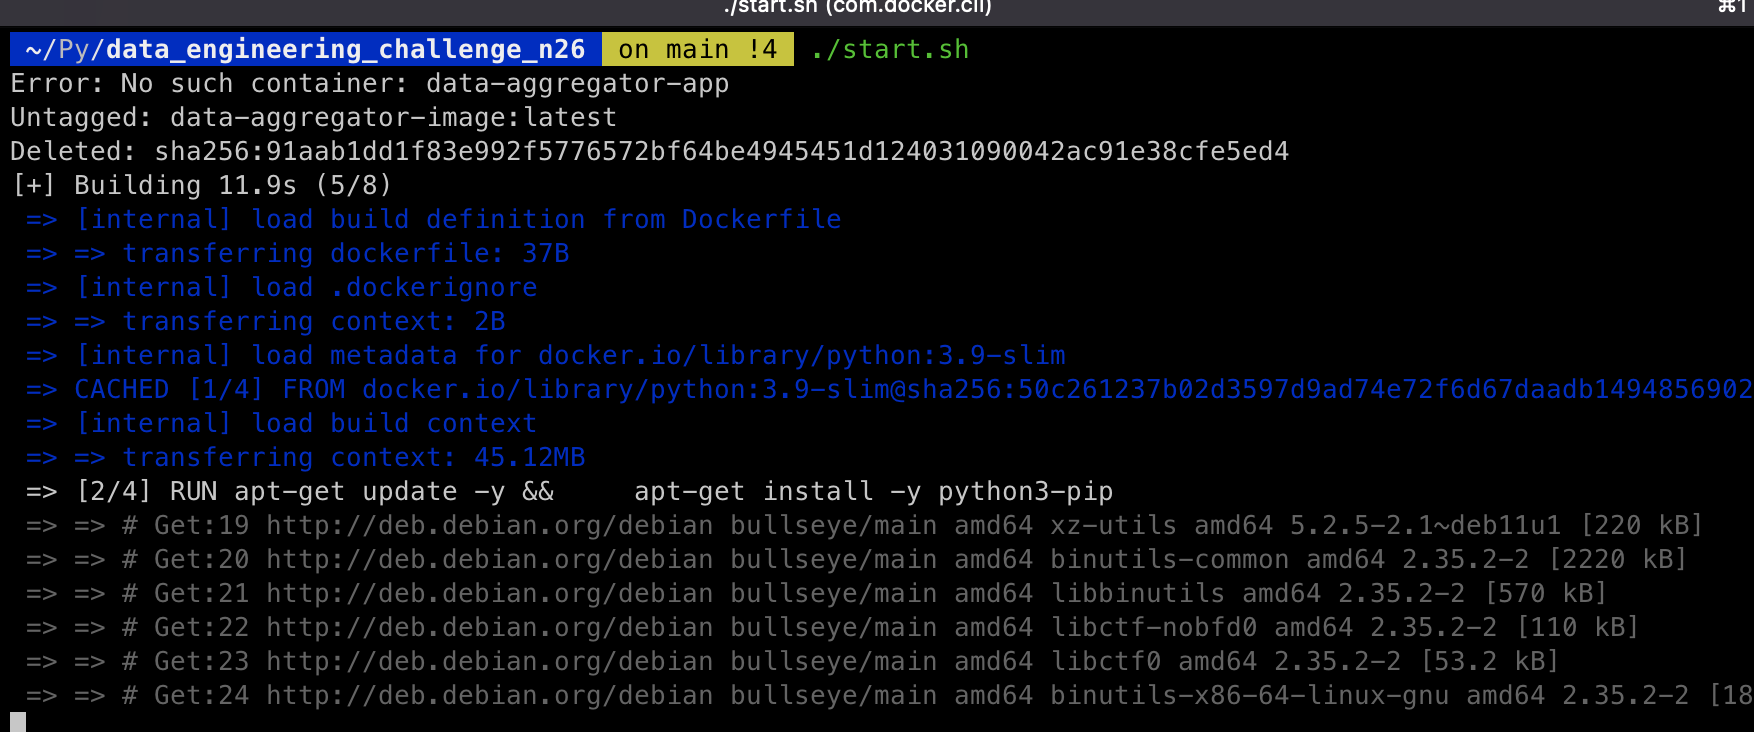 ./start.sh (com.docker.cli) ⌘1
~/Py/data_engineering_challenge_n26 on main !4 ./start.sh
Error: No such container: data-aggregator-app
Untagged: data-aggregator-image:latest
Deleted: sha256:91aab1dd1f83e992f5776572bf64be4945451d124031090042ac91e38cfe5ed4
[+] Building 11.9s (5/8)
=> [internal] load build definition from Dockerfile
=> => transferring dockerfile: 37B
=> [internal] load .dockerignore
=> => transferring context: 2B
=> [internal] load metadata for docker.io/library/python:3.9-slim
=> CACHED [1/4] FROM docker.io/library/python:3.9-slim@sha256:50c261237b02d3597d9ad74e72f6d67daadb1494856902
=> [internal] load build context
=> => transferring context: 45.12MB
=> [2/4] RUN apt-get update -y &&     apt-get install -y python3-pip
=> => # Get:19 http://deb.debian.org/debian bullseye/main amd64 xz-utils amd64 5.2.5-2.1~deb11u1 [220 kB]
=> => # Get:20 http://deb.debian.org/debian bullseye/main amd64 binutils-common amd64 2.35.2-2 [2220 kB]
=> => # Get:21 http://deb.debian.org/debian bullseye/main amd64 libbinutils amd64 2.35.2-2 [570 kB]
=> => # Get:22 http://deb.debian.org/debian bullseye/main amd64 libctf-nobfd0 amd64 2.35.2-2 [110 kB]
=> => # Get:23 http://deb.debian.org/debian bullseye/main amd64 libctf0 amd64 2.35.2-2 [53.2 kB]
=> => # Get:24 http://deb.debian.org/debian bullseye/main amd64 binutils-x86-64-linux-gnu amd64 2.35.2-2 [18